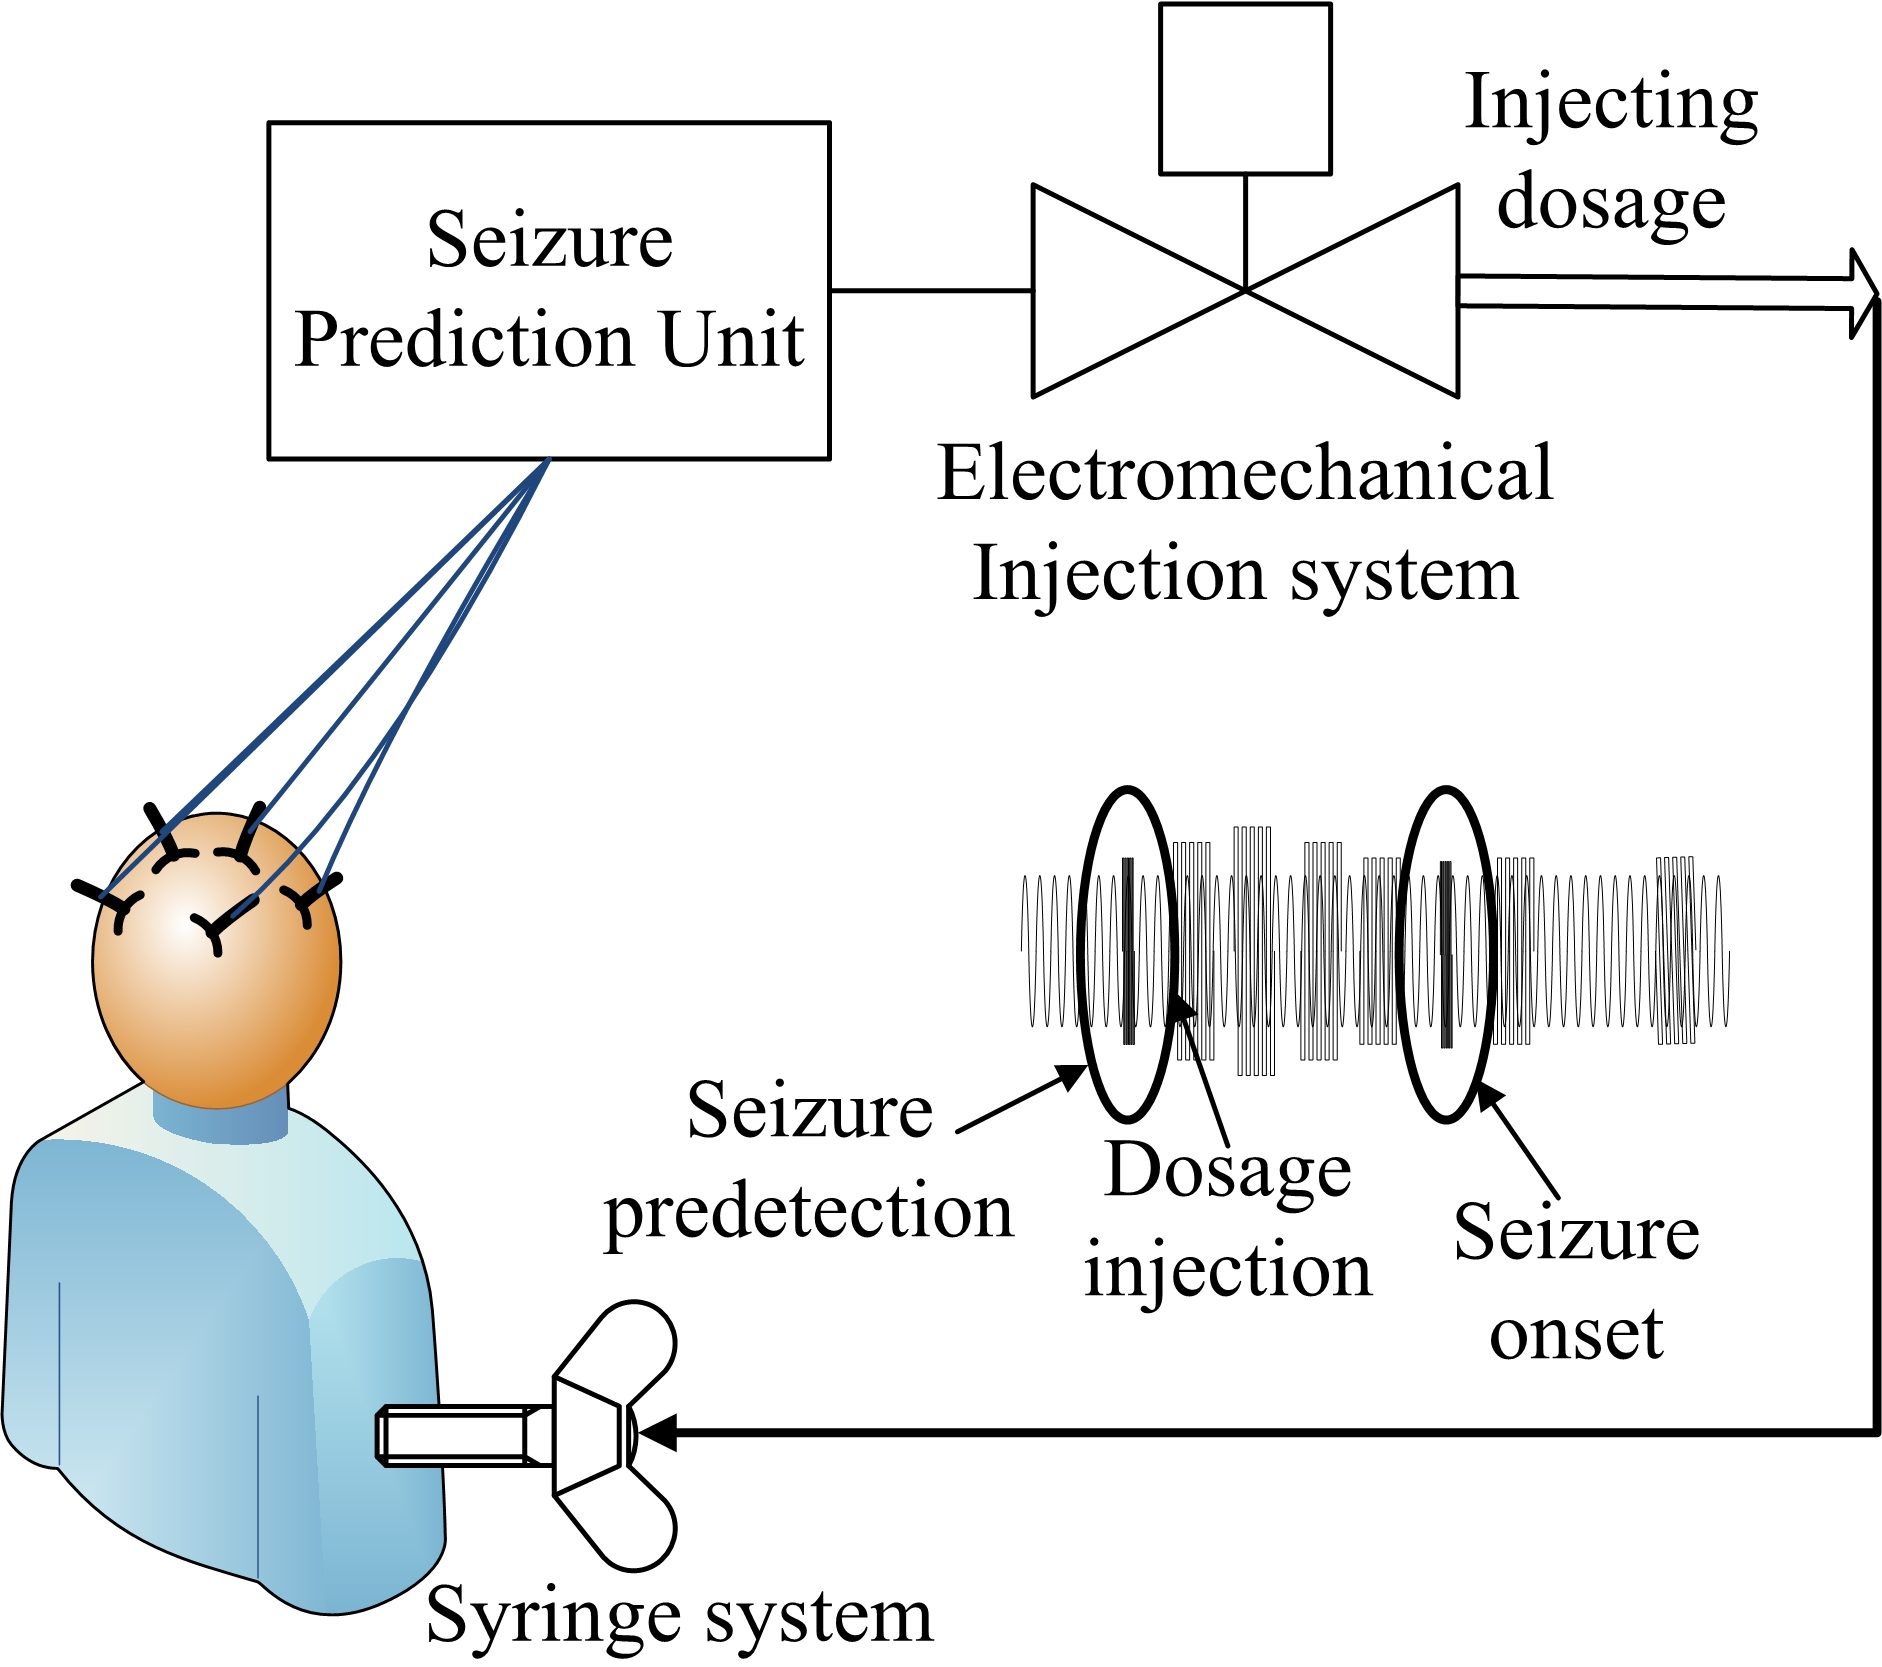 Injecting
dosage
Seizure
Prediction Unit
Electromechanical
Injection system
Seizure
predetection
Dosage
injection
Seizure
onset
Syringe system